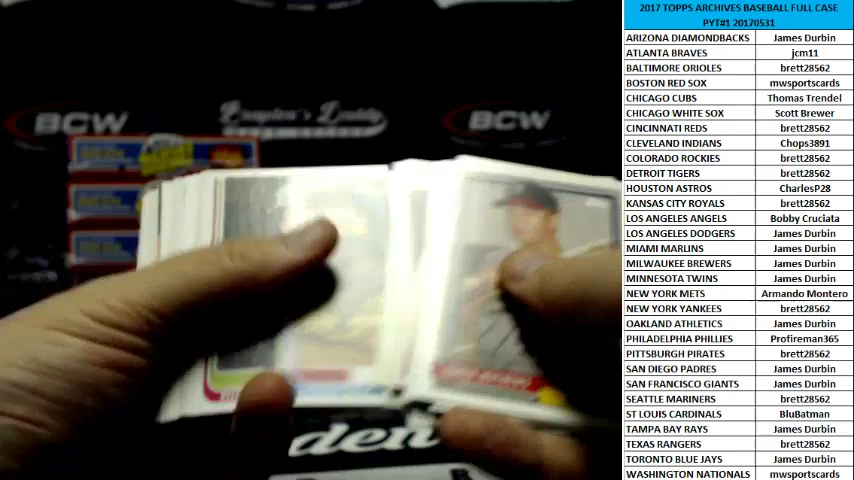 2017 TOPPS ARCHIVES BASEBALL FULL CASE
PYT#1 20170531
ARIZONA DIAMONDBACKS James Durbin
ATLANTA BRAVES jcm11
BALTIMORE ORIOLES brett28562
BOSTON RED SOX mwsportscards
CHICAGO CUBS Thomas Trendel
CHICAGO WHITE SOX Scott Brewer
CINCINNATI REDS brett28562
CLEVELAND INDIANS Chops3891
COLORADO ROCKIES brett28562
DETROIT TIGERS brett28562
HOUSTON ASTROS CharlesP28
KANSAS CITY ROYALS brett28562
LOS ANGELES ANGELS Bobby Cruciata
LOS ANGELES DODGERS James Durbin
MIAMI MARLINS James Durbin
MILWAUKEE BREWERS James Durbin
MINNESOTA TWINS James Durbin
NEW YORK METS Armando Montero
NEW YORK YANKEES brett28562
OAKLAND ATHLETICS James Durbin
PHILADELPHIA PHILLIES Profireman365
PITTSBURGH PIRATES brett28562
SAN DIEGO PADRES James Durbin
SAN FRANCISCO GIANTS James Durbin
SEATTLE MARINERS brett28562
ST LOUIS CARDINALS BluBatman
TAMPA BAY RAYS James Durbin
TEXAS RANGERS brett28562
TORONTO BLUE JAYS James Durbin
WASHINGTON NATIONALS mwsportscards
BCW
BCW
den